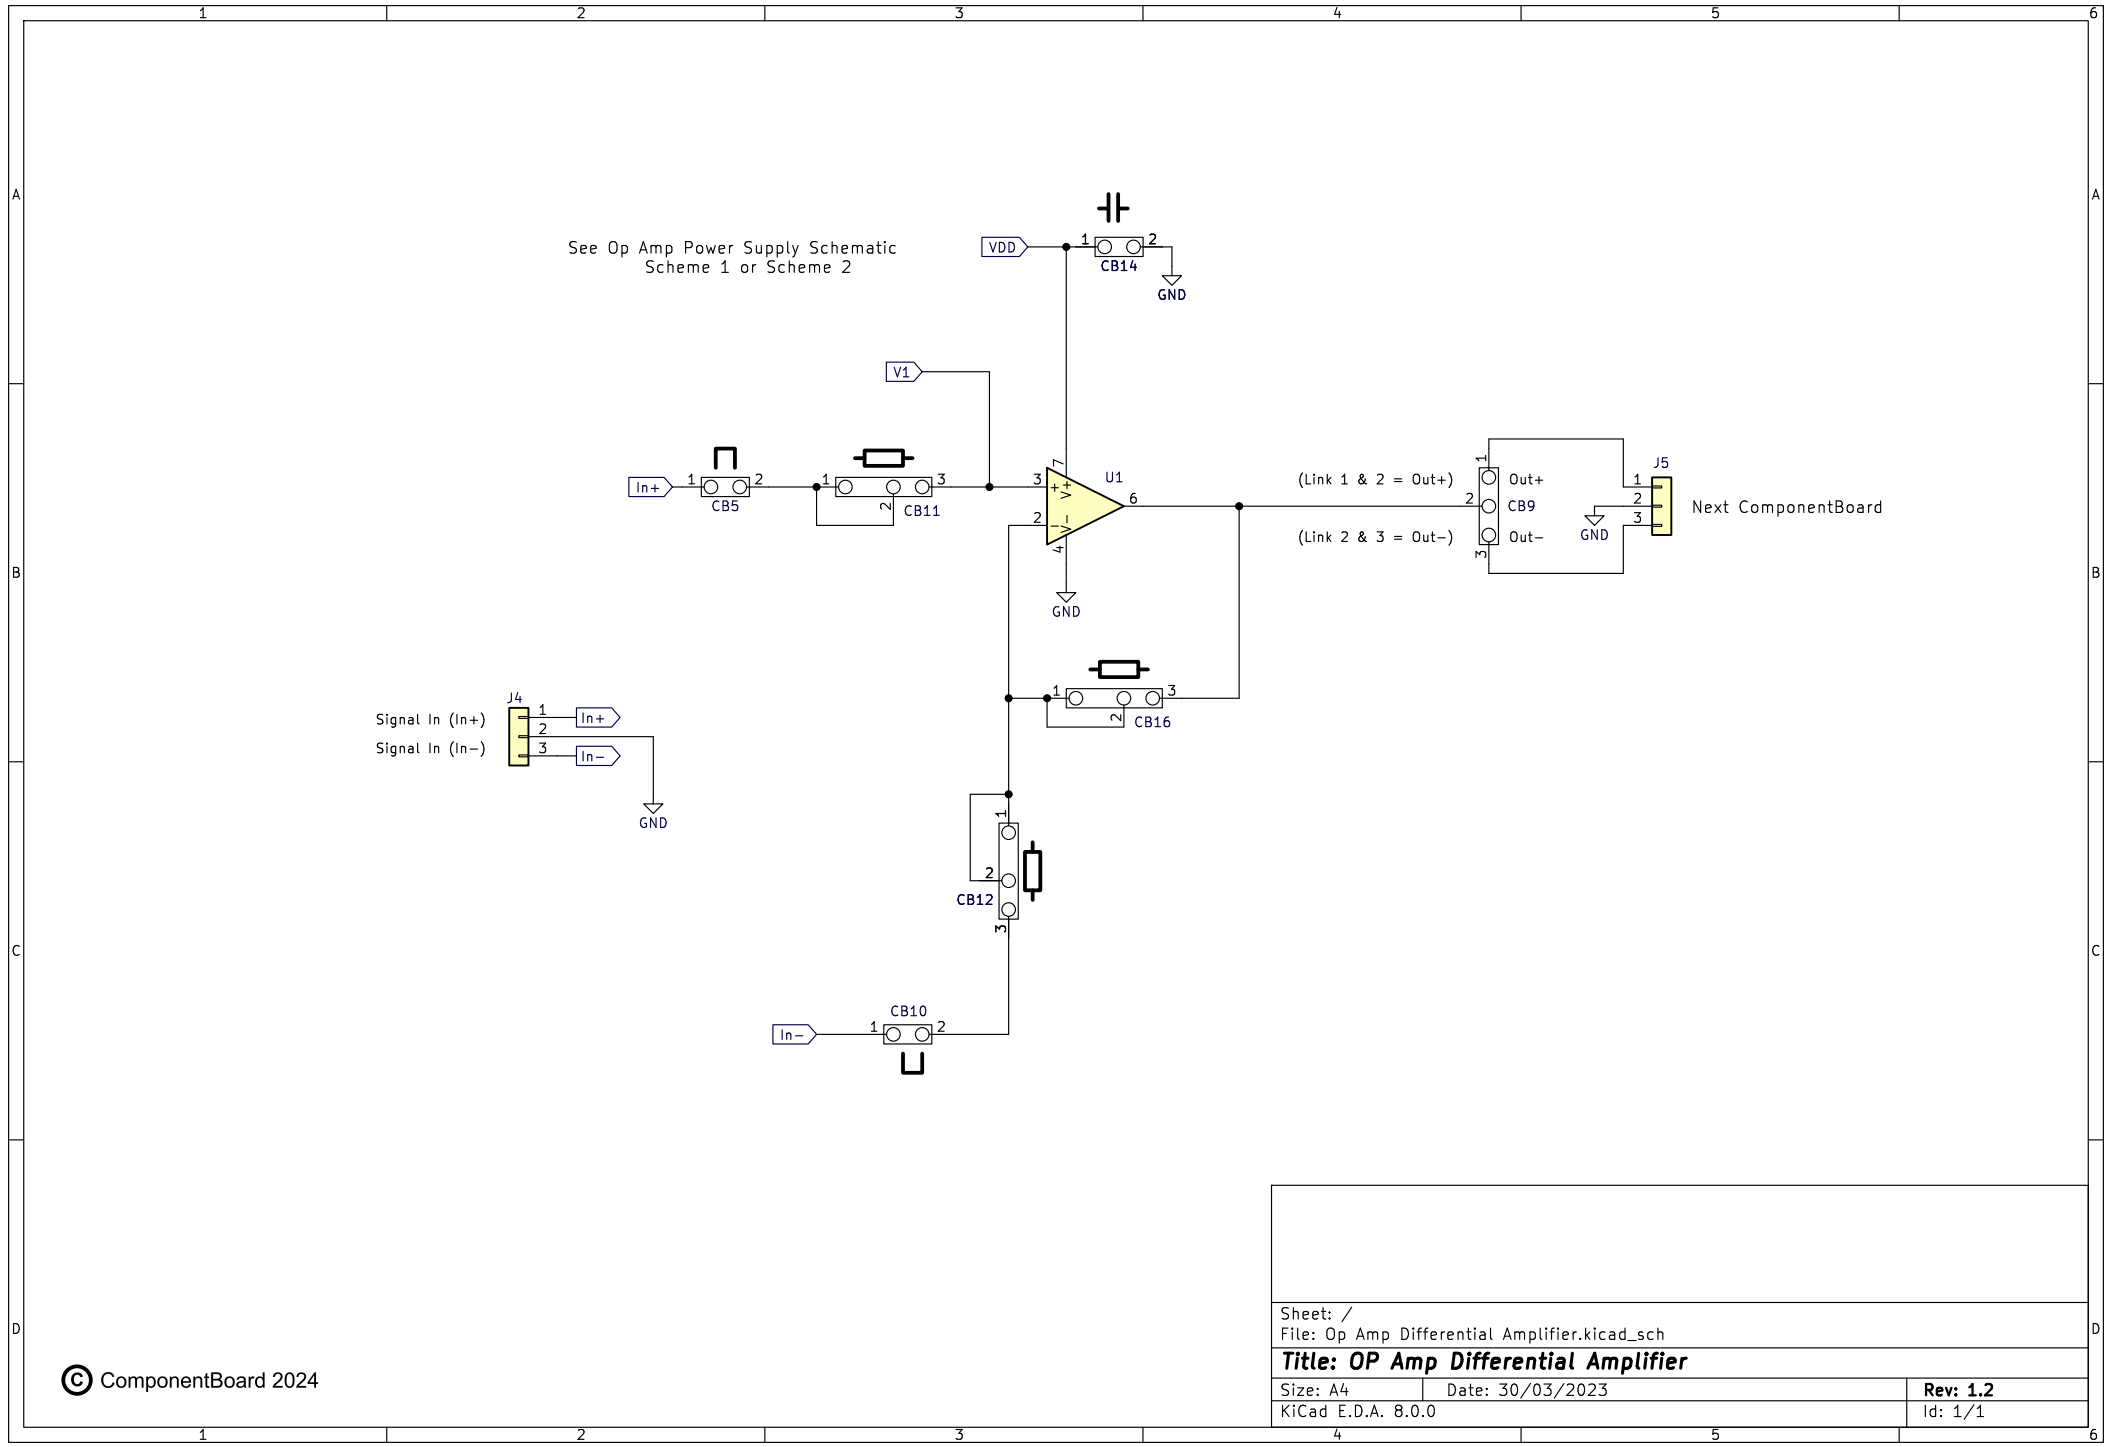 1 2 3 4 5 6
A A
See Op Amp Power Supply Schematic
Scheme 1 or Scheme 2
VDD
1 2
CB14
GND
V1
In+
1 2
CB5
1 3
2
CB11
3
2
+
−
V+
V−
7
4
6
U1
GND
(Link 1 & 2 = Out+)
(Link 2 & 3 = Out−)
1
2
3
Out+
CB9
Out−
J5
1
2
3
GND
Next ComponentBoard
B B
1 3
2
CB16
J4
Signal In (In+)
Signal In (In−)
1
2
3
In+
In−
GND
1
2
CB12
3
C C
CB10
In−
1 2
D D
Sheet: /
File: Op Amp Differential Amplifier.kicad_sch
Title: OP Amp Differential Amplifier
Size: A4 Date: 30/03/2023 Rev: 1.2
KiCad E.D.A. 8.0.0 Id: 1/1
© ComponentBoard 2024
1 2 3 4 5 6